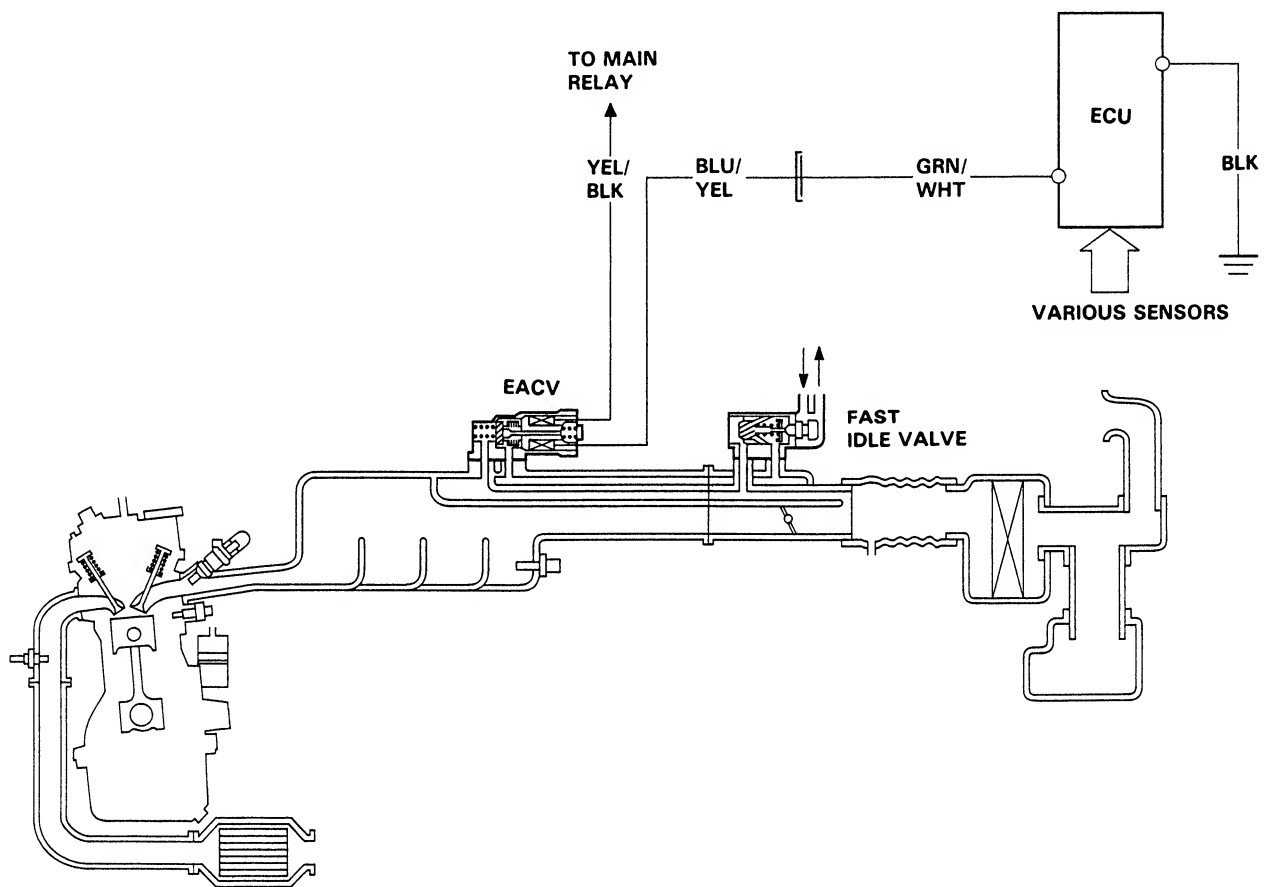 TO MAIN
RELAY
ECU
YEL/
BLK
BLU/
YEL
GRN/
WHT
BLK
VARIOUS SENSORS
EACV
FAST
IDLE VALVE